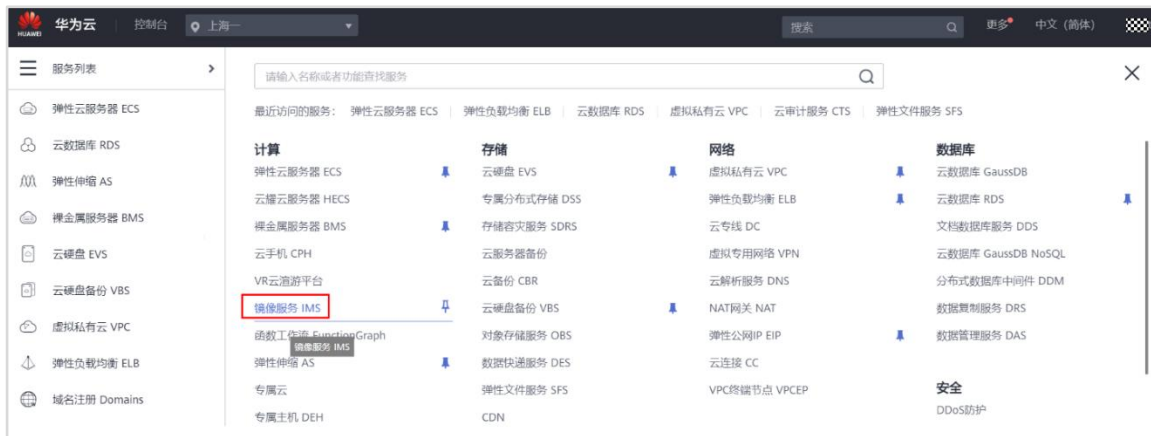 HUAWEI 华为云 控制台 上海一 搜索 更多 中文 (简体)
服务列表
请输入名称或者功能查找服务
弹性云服务器 ECS
最近访问的服务: 弹性云服务器 ECS 弹性负载均衡 ELB 云数据库 RDS 虚拟私有云 VPC 云审计服务 CTS 弹性文件服务 SFS
云数据库 RDS
弹性伸缩 AS
裸金属服务器 BMS
云硬盘 EVS
云硬盘备份 VBS
虚拟私有云 VPC
弹性负载均衡 ELB
域名注册 Domains
计算
弹性云服务器 ECS
云耀云服务器 HECS
裸金属服务器 BMS
云手机 CPH
VR云渲游平台
镜像服务 IMS
函数工作流 FunctionGraph
镜像服务 IMS
弹性伸缩 AS
专属云
专属主机 DEH
存储
云硬盘 EVS
专属分布式存储 DSS
存储容灾服务 SDRS
云服务器备份
云备份 CBR
云硬盘备份 VBS
对象存储服务 OBS
数据快递服务 DES
弹性文件服务 SFS
CDN
网络
虚拟私有云 VPC
弹性负载均衡 ELB
云专线 DC
虚拟专用网络 VPN
云解析服务 DNS
NAT网关 NAT
弹性公网IP EIP
云连接 CC
VPC终端节点 VPCEP
数据库
云数据库 GaussDB
云数据库 RDS
文档数据库服务 DDS
云数据库 GaussDB NoSQL
分布式数据库中间件 DDM
数据复制服务 DRS
数据管理服务 DAS
安全
DDoS防护